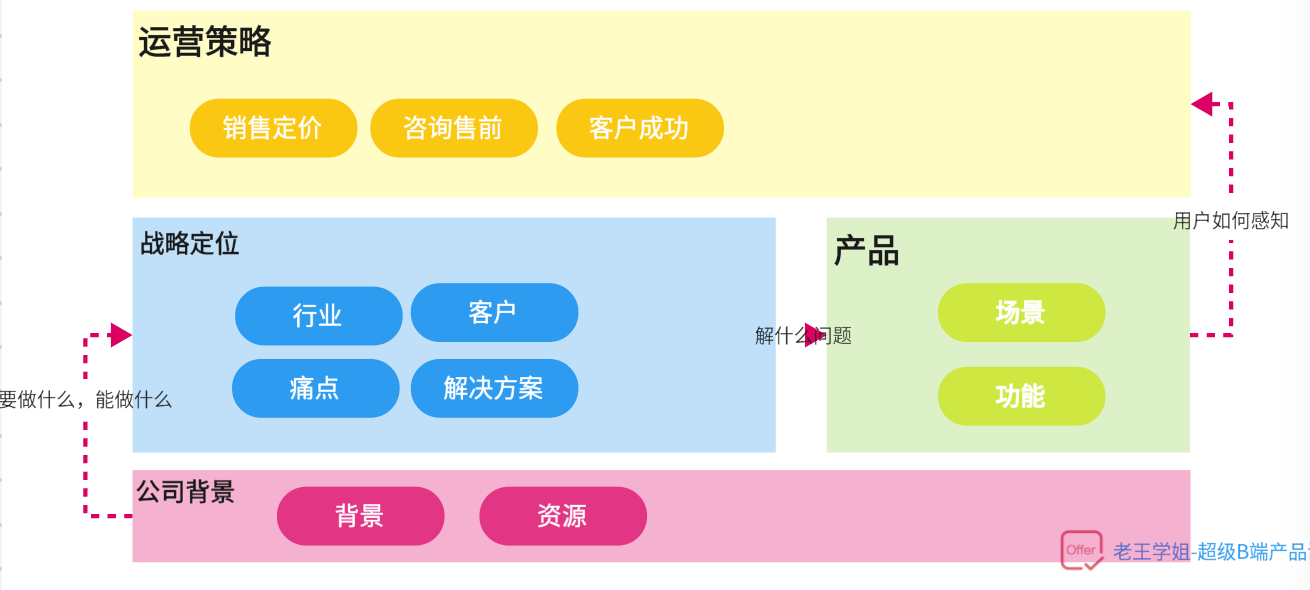 运营策略
销售定价
咨询售前
客户成功
用户如何感知
战略定位
行业
客户
痛点
解决方案
解什么问题
产品
场景
功能
要做什么，能做什么
公司背景
背景
资源
Offer
老王学姐-超级B端产品